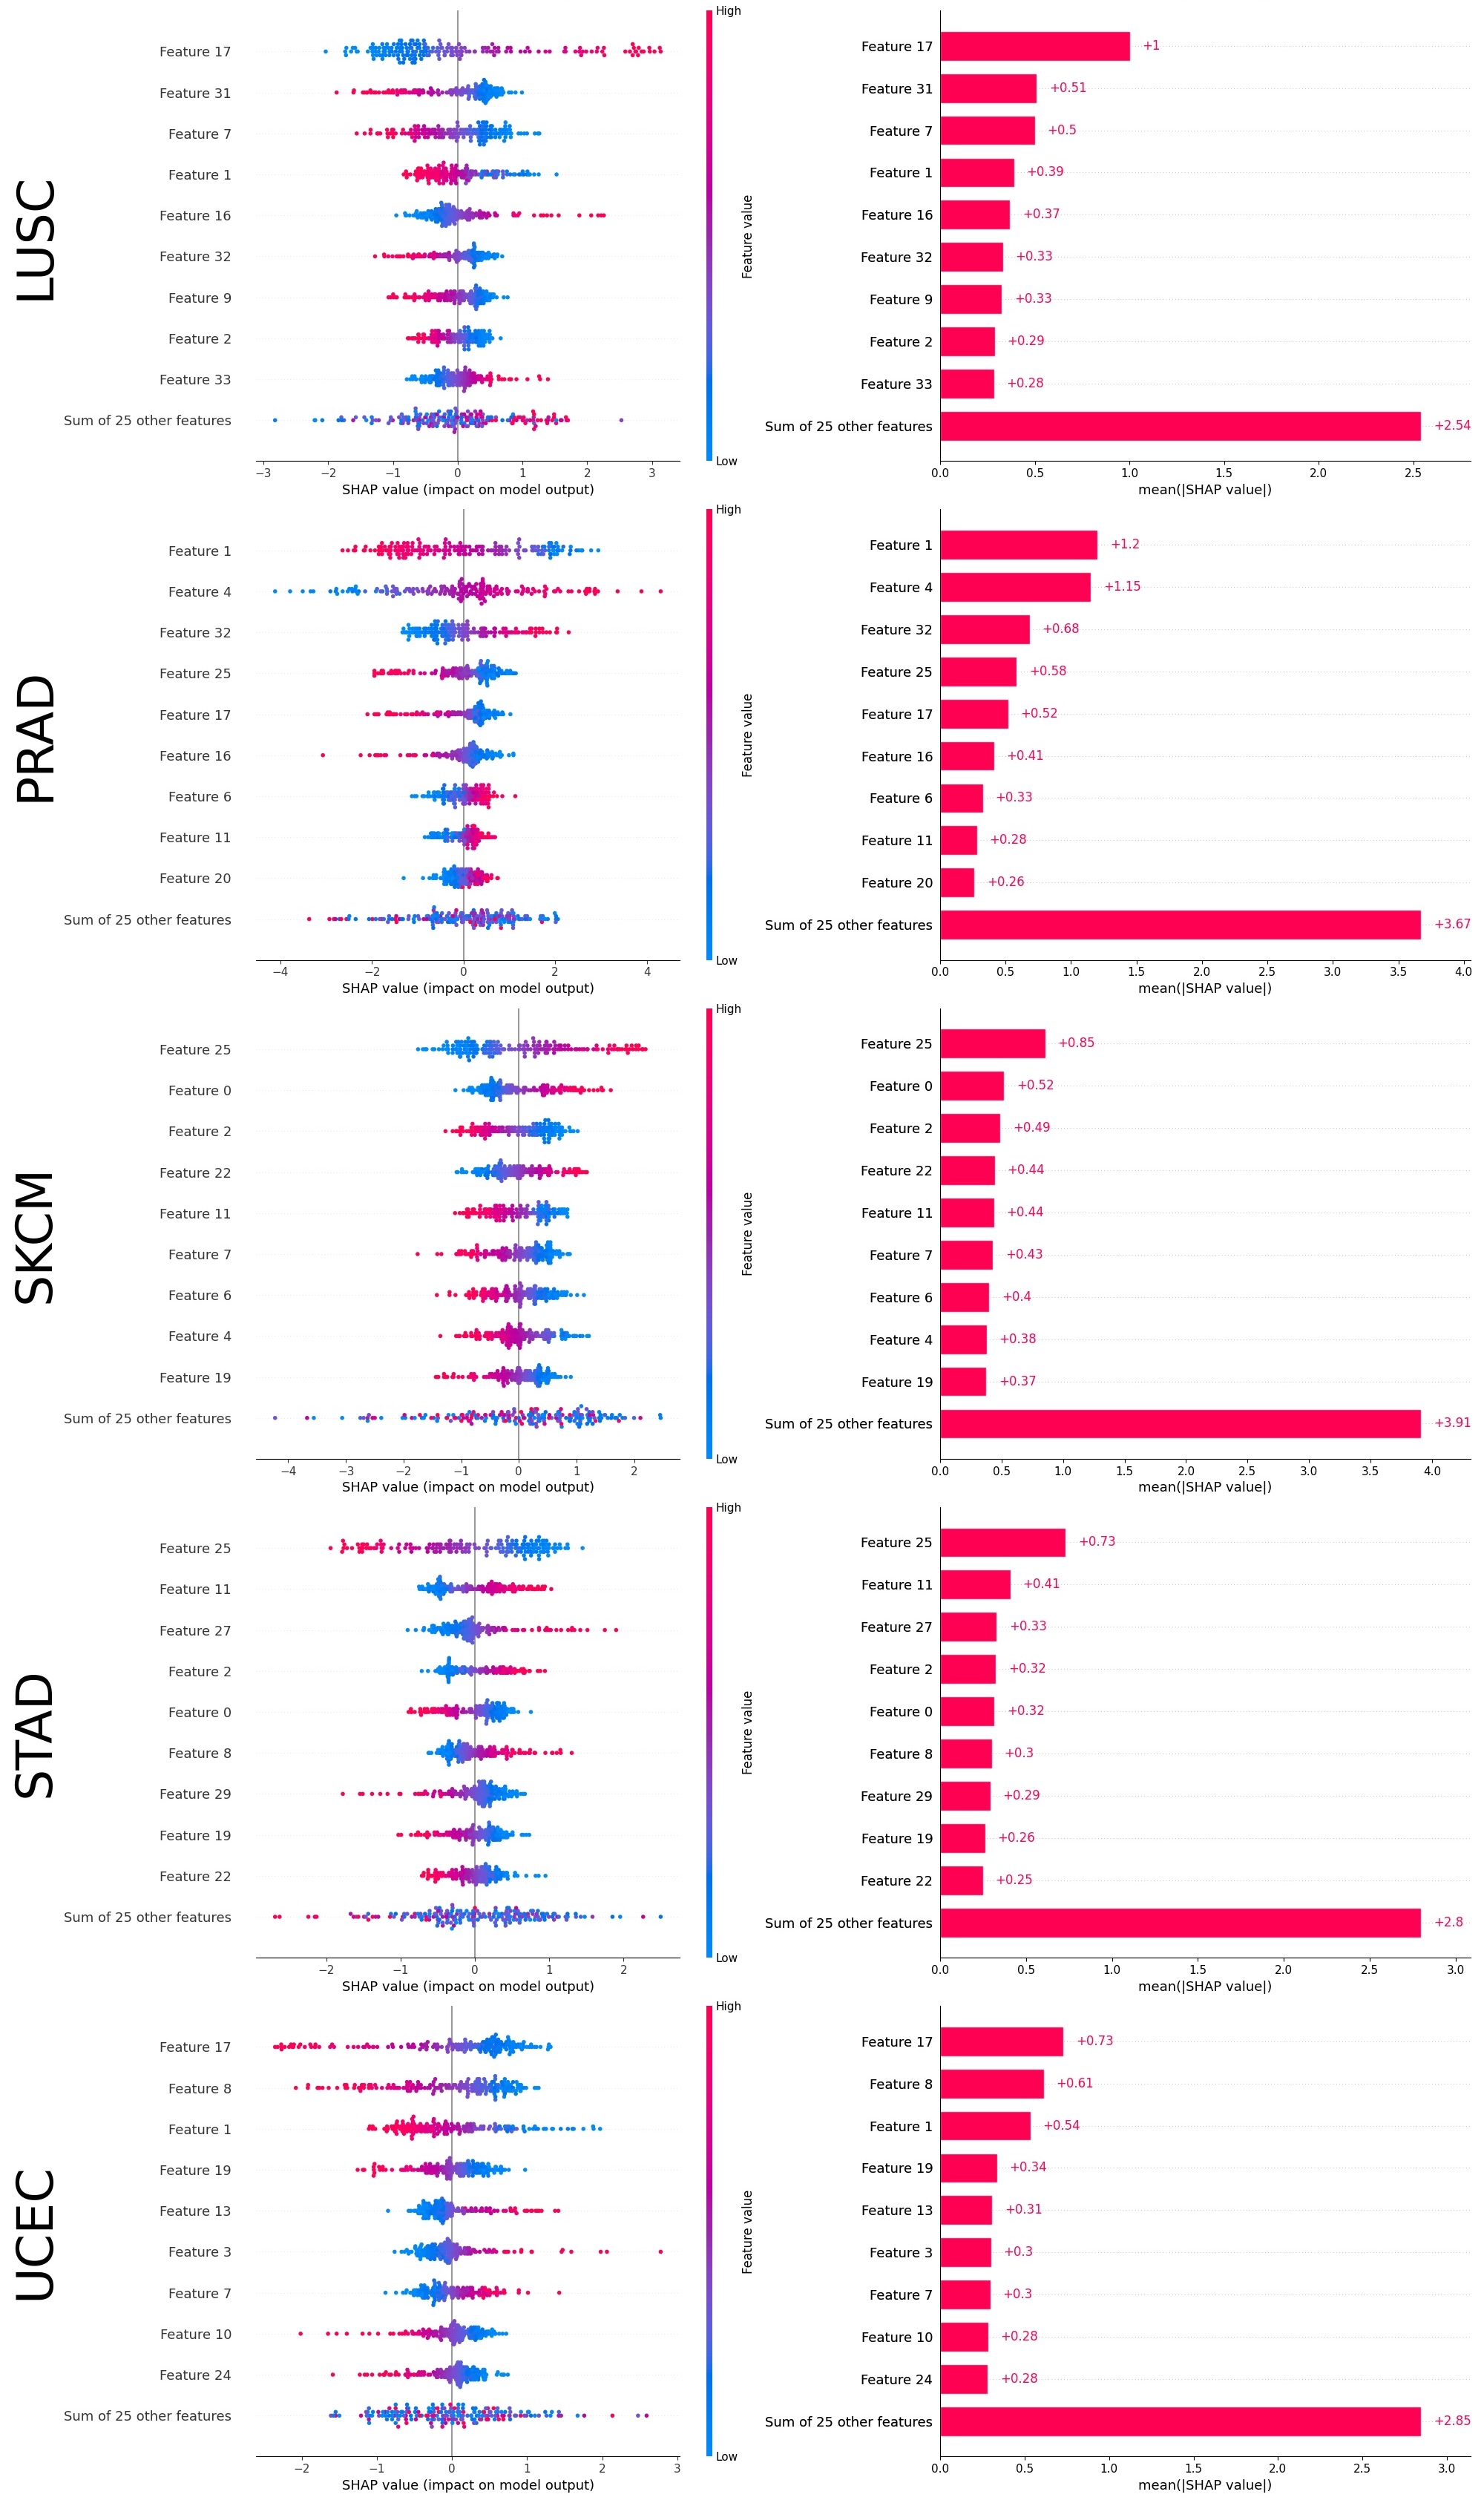 LUSC
High
Feature 17
Feature 31
Feature 7
Feature 1
Feature 16
Feature 32
Feature 9
Feature 2
Feature 33
Sum of 25 other features
Feature value
Low
−3 −2 −1 0 1 2 3
SHAP value (impact on model output)
Feature 17 +1
Feature 31 +0.51
Feature 7 +0.5
Feature 1 +0.39
Feature 16 +0.37
Feature 32 +0.33
Feature 9 +0.33
Feature 2 +0.29
Feature 33 +0.28
Sum of 25 other features +2.54
0.0 0.5 1.0 1.5 2.0 2.5
mean(|SHAP value|)
PRAD
High
Feature 1
Feature 4
Feature 32
Feature 25
Feature 17
Feature 16
Feature 6
Feature 11
Feature 20
Sum of 25 other features
Feature value
Low
−4 −2 0 2 4
SHAP value (impact on model output)
Feature 1 +1.2
Feature 4 +1.15
Feature 32 +0.68
Feature 25 +0.58
Feature 17 +0.52
Feature 16 +0.41
Feature 6 +0.33
Feature 11 +0.28
Feature 20 +0.26
Sum of 25 other features +3.67
0.0 0.5 1.0 1.5 2.0 2.5 3.0 3.5 4.0
mean(|SHAP value|)
SKCM
High
Feature 25
Feature 0
Feature 2
Feature 22
Feature 11
Feature 7
Feature 6
Feature 4
Feature 19
Sum of 25 other features
Feature value
Low
−4 −3 −2 −1 0 1 2
SHAP value (impact on model output)
Feature 25 +0.85
Feature 0 +0.52
Feature 2 +0.49
Feature 22 +0.44
Feature 11 +0.44
Feature 7 +0.43
Feature 6 +0.4
Feature 4 +0.38
Feature 19 +0.37
Sum of 25 other features +3.91
0.0 0.5 1.0 1.5 2.0 2.5 3.0 3.5 4.0
mean(|SHAP value|)
STAD
High
Feature 25
Feature 11
Feature 27
Feature 2
Feature 0
Feature 8
Feature 29
Feature 19
Feature 22
Sum of 25 other features
Feature value
Low
−2 −1 0 1 2
SHAP value (impact on model output)
Feature 25 +0.73
Feature 11 +0.41
Feature 27 +0.33
Feature 2 +0.32
Feature 0 +0.32
Feature 8 +0.3
Feature 29 +0.29
Feature 19 +0.26
Feature 22 +0.25
Sum of 25 other features +2.8
0.0 0.5 1.0 1.5 2.0 2.5 3.0
mean(|SHAP value|)
UCEC
High
Feature 17
Feature 8
Feature 1
Feature 19
Feature 13
Feature 3
Feature 7
Feature 10
Feature 24
Sum of 25 other features
Feature value
Low
−2 −1 0 1 2 3
SHAP value (impact on model output)
Feature 17 +0.73
Feature 8 +0.61
Feature 1 +0.54
Feature 19 +0.34
Feature 13 +0.31
Feature 3 +0.3
Feature 7 +0.3
Feature 10 +0.28
Feature 24 +0.28
Sum of 25 other features +2.85
0.0 0.5 1.0 1.5 2.0 2.5 3.0
mean(|SHAP value|)